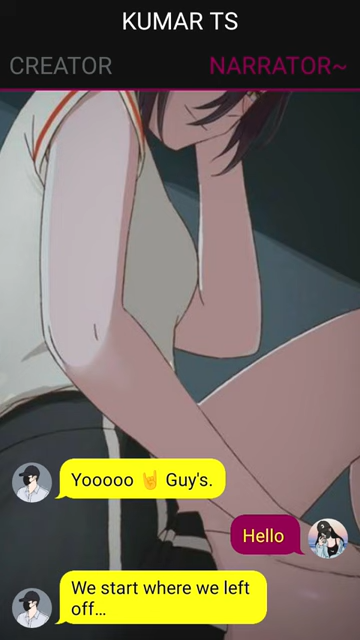 KUMAR TS
CREATOR
NARRATOR~
Yooooo 🤘 Guy's.
Hello
We start where we left
off...